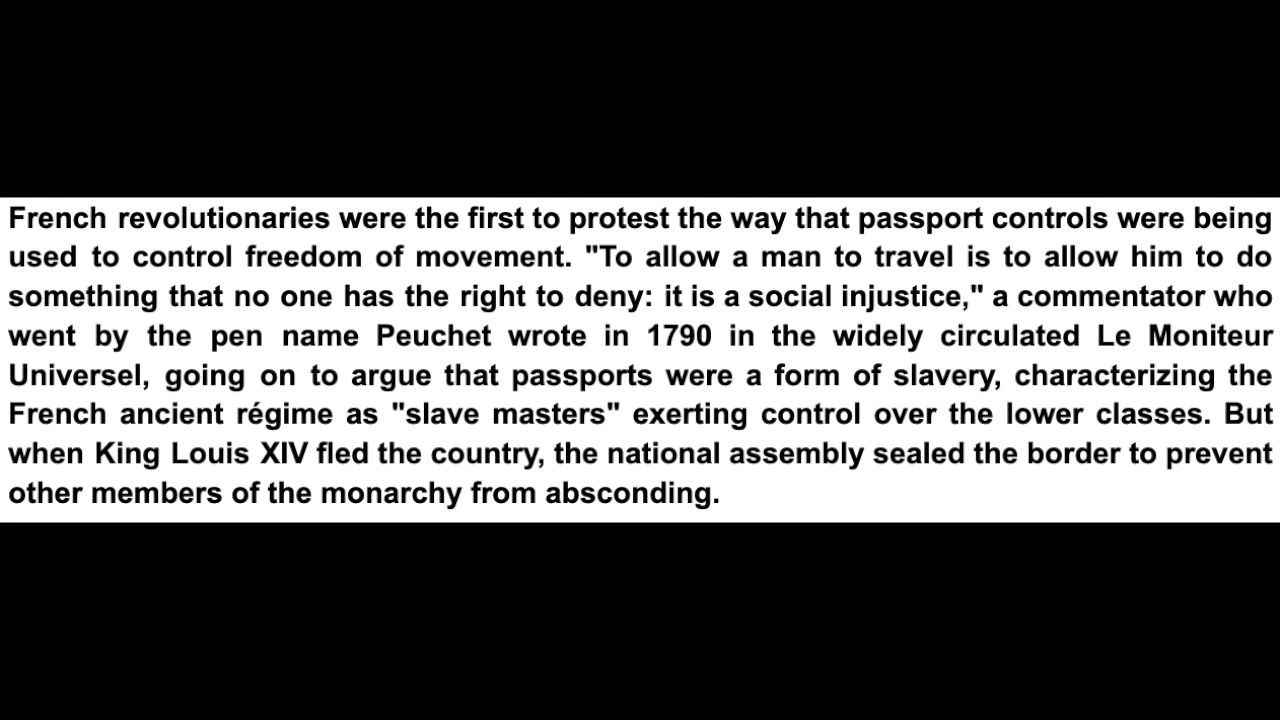 French revolutionaries were the first to protest the way that passport controls were being
used to control freedom of movement. "To allow a man to travel is to allow him to do
something that no one has the right to deny: it is a social injustice," a commentator who
went by the pen name Peuchet wrote in 1790 in the widely circulated Le Moniteur
Universel, going on to argue that passports were a form of slavery, characterizing the
French ancient régime as "slave masters" exerting control over the lower classes. But
when King Louis XIV fled the country, the national assembly sealed the border to prevent
other members of the monarchy from absconding.